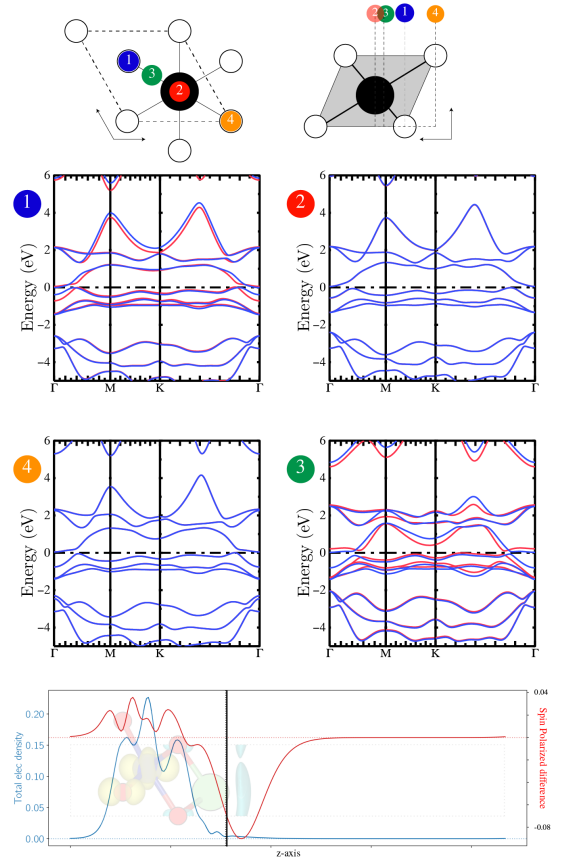 1
2
3
4
2
3
1
4
1
6
4
2
0
−2
−4
Energy (eV)
Γ
M
K
Γ
2
6
4
2
0
−2
−4
Energy (eV)
Γ
M
K
Γ
4
6
4
2
0
−2
−4
Energy (eV)
Γ
M
K
Γ
3
6
4
2
0
−2
−4
Energy (eV)
Γ
M
K
Γ
0.20
0.15
0.10
0.05
0.00
Total elec density
0.04
-0.08
Spin Polarized difference
z-axis